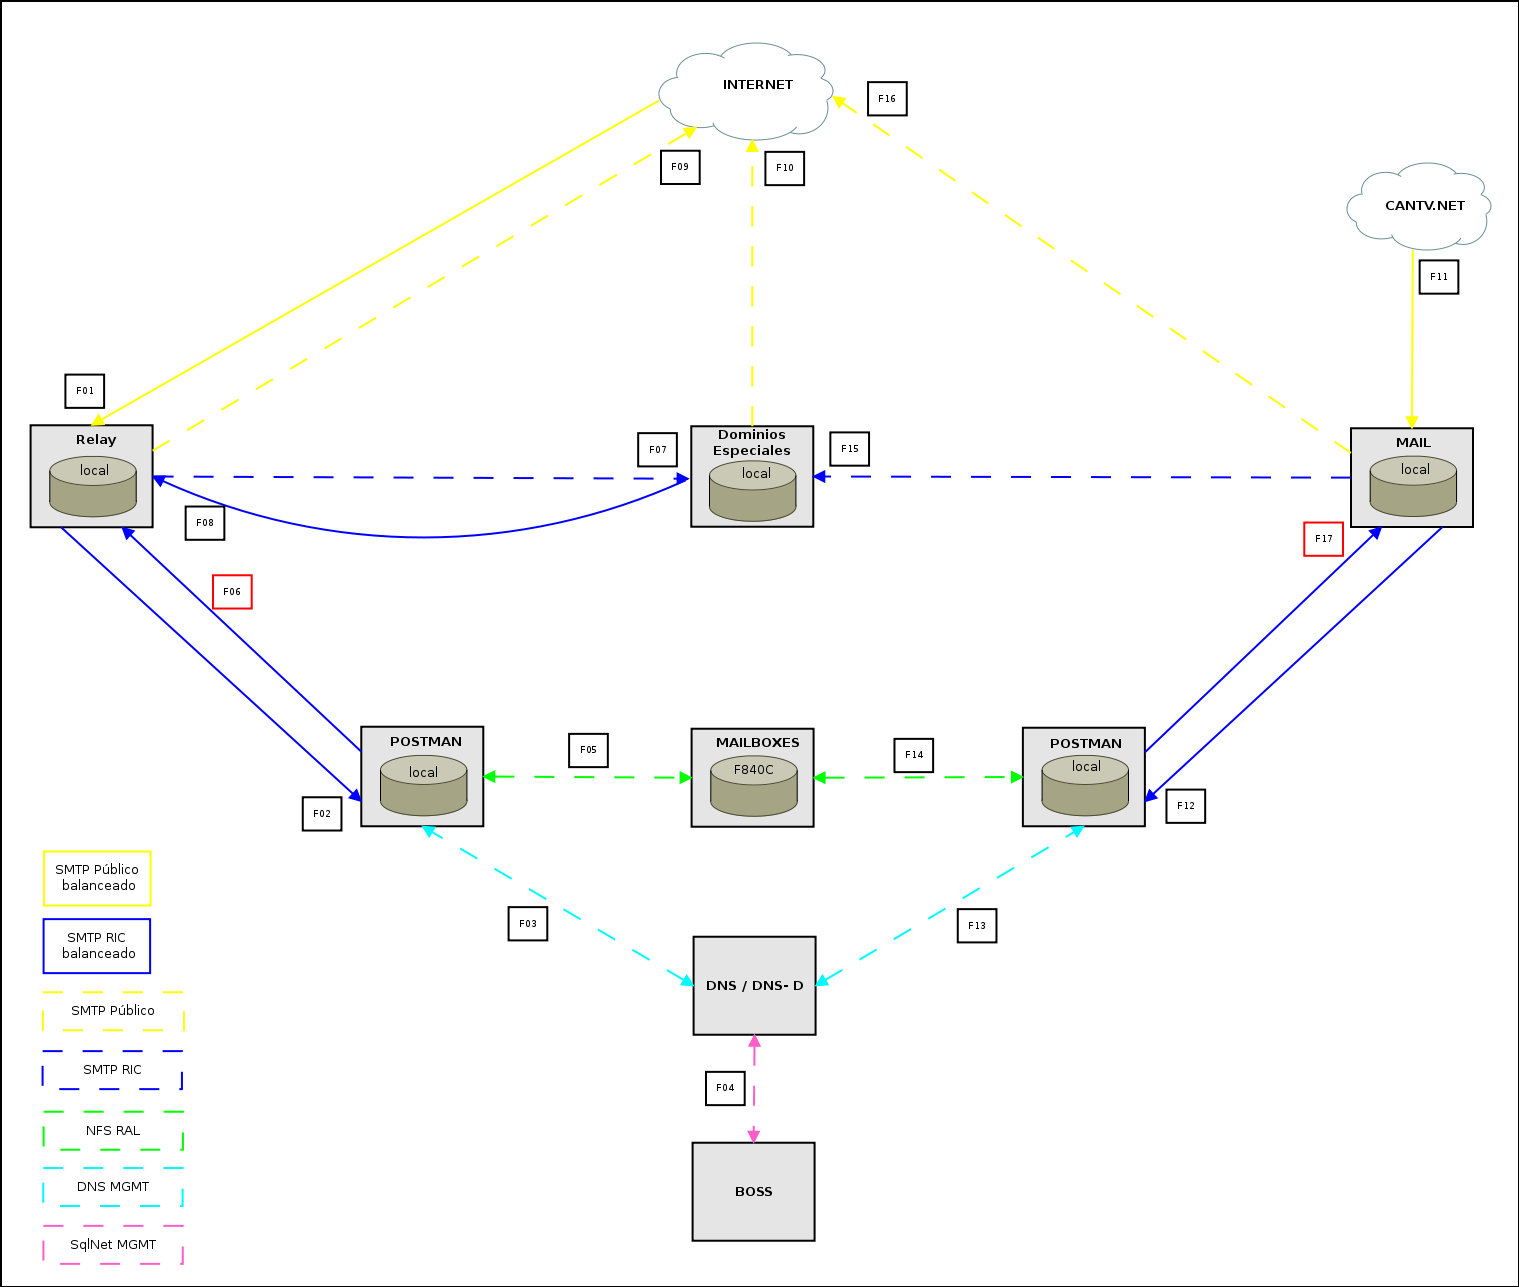 INTERNET
F16
F09
F10
CANTV.NET
F11
F01
Relay
local
F07
Dominios
Especiales
local
F15
MAIL
local
F08
F17
F06
POSTMAN
local
F05
MAILBOXES
F840C
F14
POSTMAN
local
F02
F12
SMTP Público
balanceado
F03
F13
SMTP RIC
balanceado
DNS / DNS- D
SMTP Público
SMTP RIC
F04
NFS RAL
DNS MGMT
BOSS
SqlNet MGMT